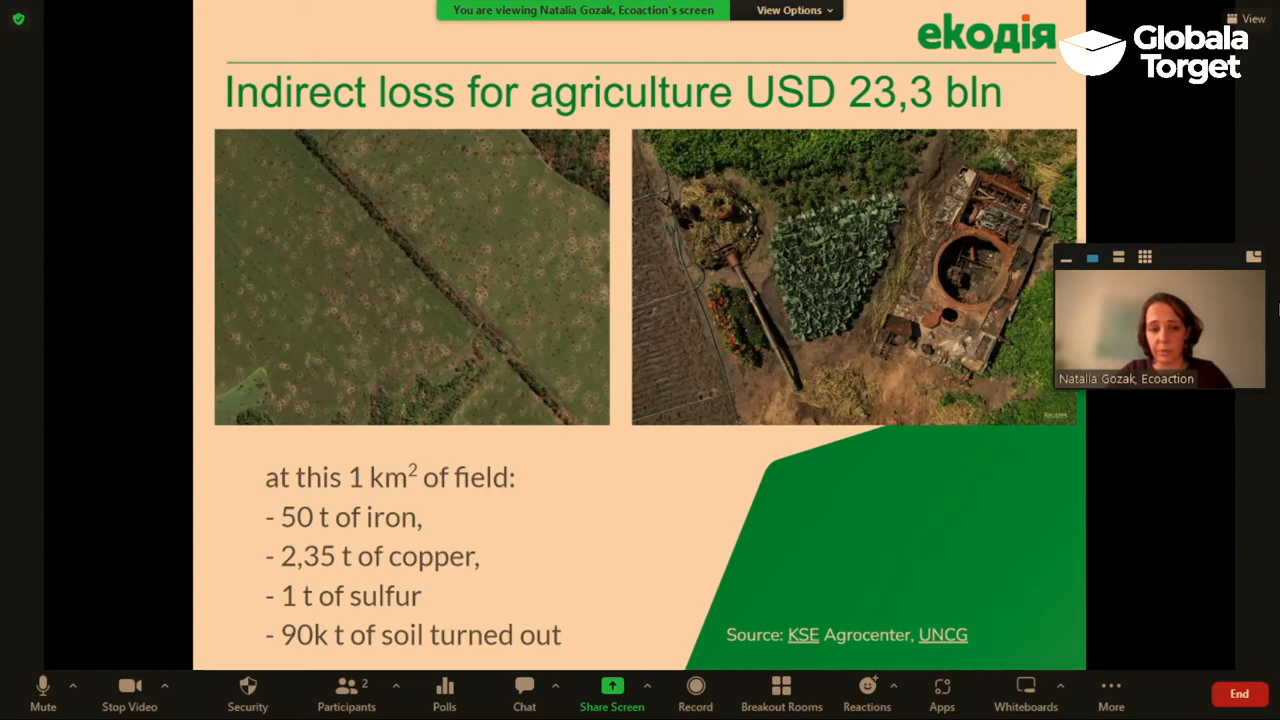 You are viewing Natalia Gozak, Ecoaction's screen
View Options
View
екодія
Globala
Torget
Indirect loss for agriculture USD 23,3 bln
Reuters
Natalia Gozak, Ecoaction
at this 1 km² of field:
- 50 t of iron,
- 2,35 t of copper,
- 1 t of sulfur
- 90k t of soil turned out
Source: KSE Agrocenter, UNCG
Mute
Stop Video
Security
Participants 2
Polls
Chat
Share Screen
Record
Breakout Rooms
Reactions
Apps
Whiteboards
More
End